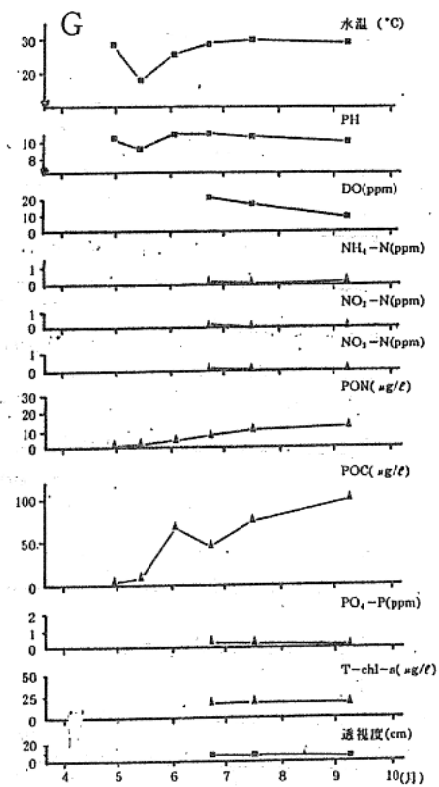 G
水温 (°C)
30
20
PH
10
8
DO(ppm)
20
10
0
NH₄-N(ppm)
1
0
NO₂-N(ppm)
1
0
NO₃-N(ppm)
1
0
PON(μg/ℓ)
30
20
10
0
POC(μg/ℓ)
100
50
0
PO₄-P(ppm)
2
1
0
T-chl-a(μg/ℓ)
50
25
0
透視度(cm)
20
0
4 5 6 7 8 9 10(月)